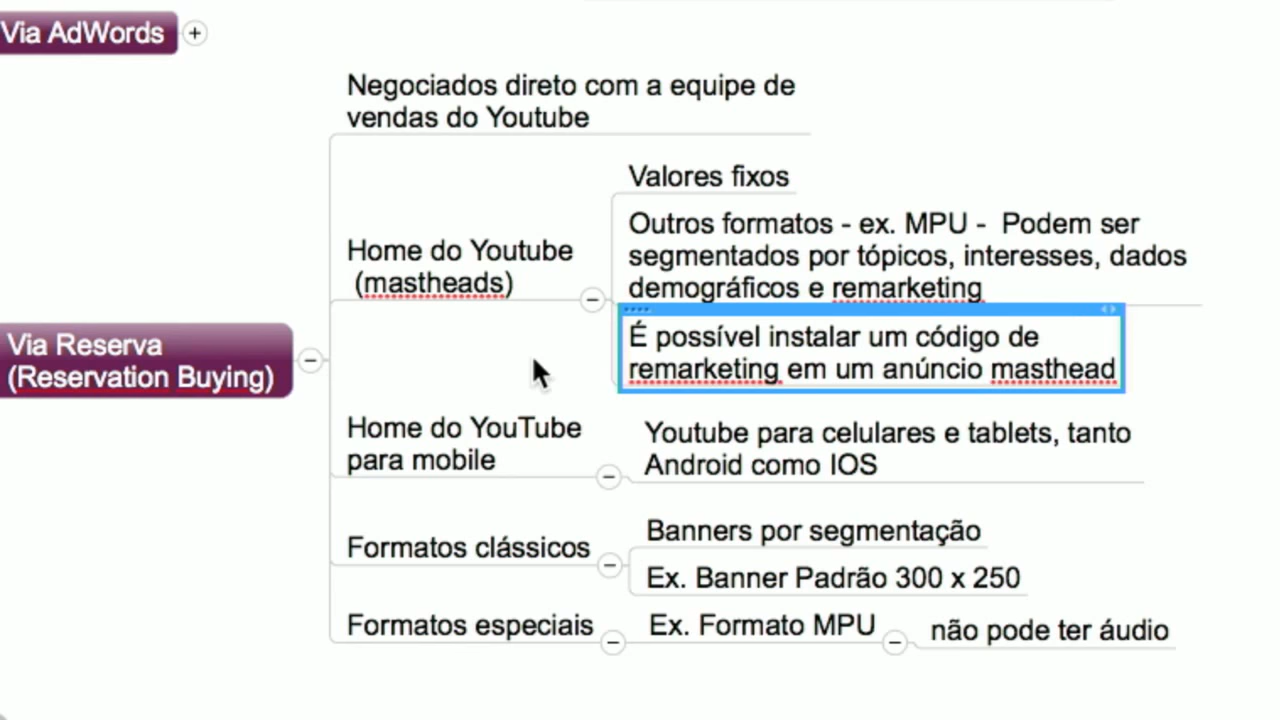 Via AdWords
Negociados direto com a equipe de
vendas do Youtube
Valores fixos
Outros formatos - ex. MPU - Podem ser
segmentados por tópicos, interesses, dados
demográficos e remarketing
Home do Youtube
(mastheads)
É possível instalar um código de
remarketing em um anúncio masthead
Via Reserva
(Reservation Buying)
Home do YouTube
para mobile
Youtube para celulares e tablets, tanto
Android como IOS
Formatos clássicos
Banners por segmentação
Ex. Banner Padrão 300 x 250
Formatos especiais
Ex. Formato MPU
não pode ter áudio